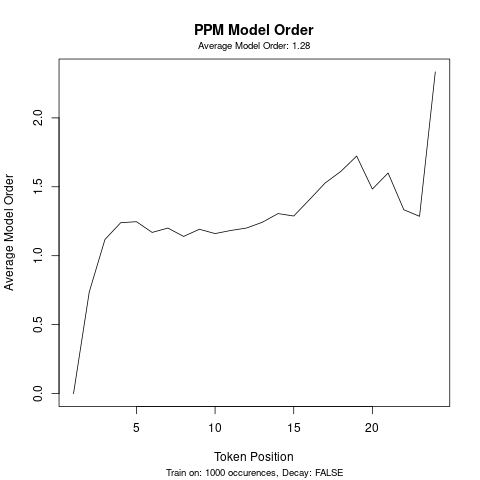 PPM Model Order
Average Model Order: 1.28
Average Model Order
2.0
1.5
1.0
0.5
0.0
5 10 15 20
Token Position
Train on: 1000 occurences, Decay: FALSE